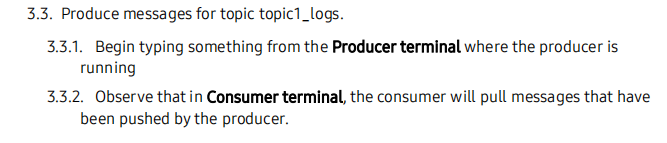 3.3. Produce messages for topic topic1_logs.
3.3.1. Begin typing something from the Producer terminal where the producer is
running
3.3.2. Observe that in Consumer terminal, the consumer will pull messages that have
been pushed by the producer.